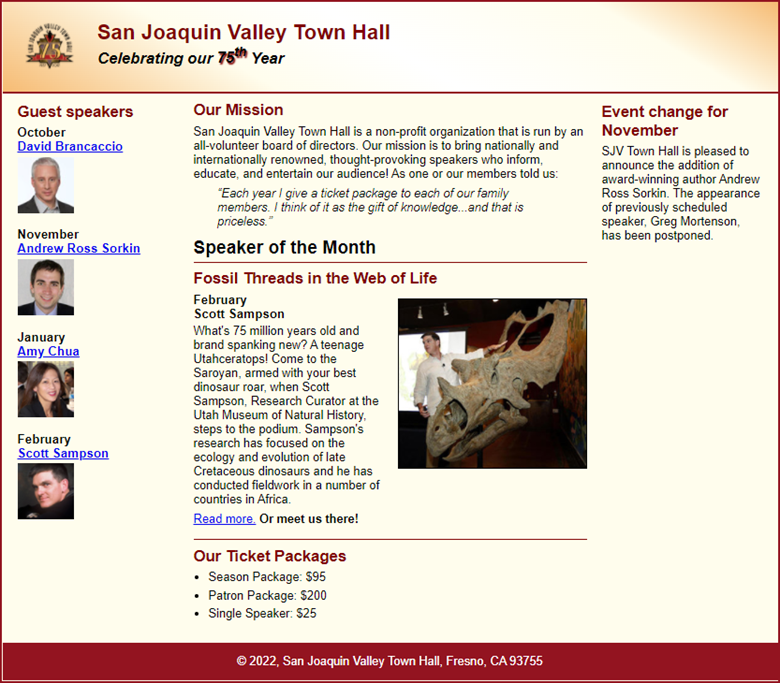 SAN JOAQUIN VALLEY TOWN HALL
75
San Joaquin Valley Town Hall
Celebrating our 75th Year
Guest speakers
October
David Brancaccio
November
Andrew Ross Sorkin
January
Amy Chua
February
Scott Sampson
Our Mission
San Joaquin Valley Town Hall is a non-profit organization that is run by an
all-volunteer board of directors. Our mission is to bring nationally and
internationally renowned, thought-provoking speakers who inform,
educate, and entertain our audience! As one or our members told us:
“Each year I give a ticket package to each of our family
members. I think of it as the gift of knowledge...and that is
priceless.”
Speaker of the Month
Fossil Threads in the Web of Life
February
Scott Sampson
What's 75 million years old and
brand spanking new? A teenage
Utahceratops! Come to the
Saroyan, armed with your best
dinosaur roar, when Scott
Sampson, Research Curator at the
Utah Museum of Natural History,
steps to the podium. Sampson's
research has focused on the
ecology and evolution of late
Cretaceous dinosaurs and he has
conducted fieldwork in a number of
countries in Africa.
Read more. Or meet us there!
Our Ticket Packages
• Season Package: $95
• Patron Package: $200
• Single Speaker: $25
Event change for
November
SJV Town Hall is pleased to
announce the addition of
award-winning author Andrew
Ross Sorkin. The appearance
of previously scheduled
speaker, Greg Mortenson,
has been postponed.
© 2022, San Joaquin Valley Town Hall, Fresno, CA 93755